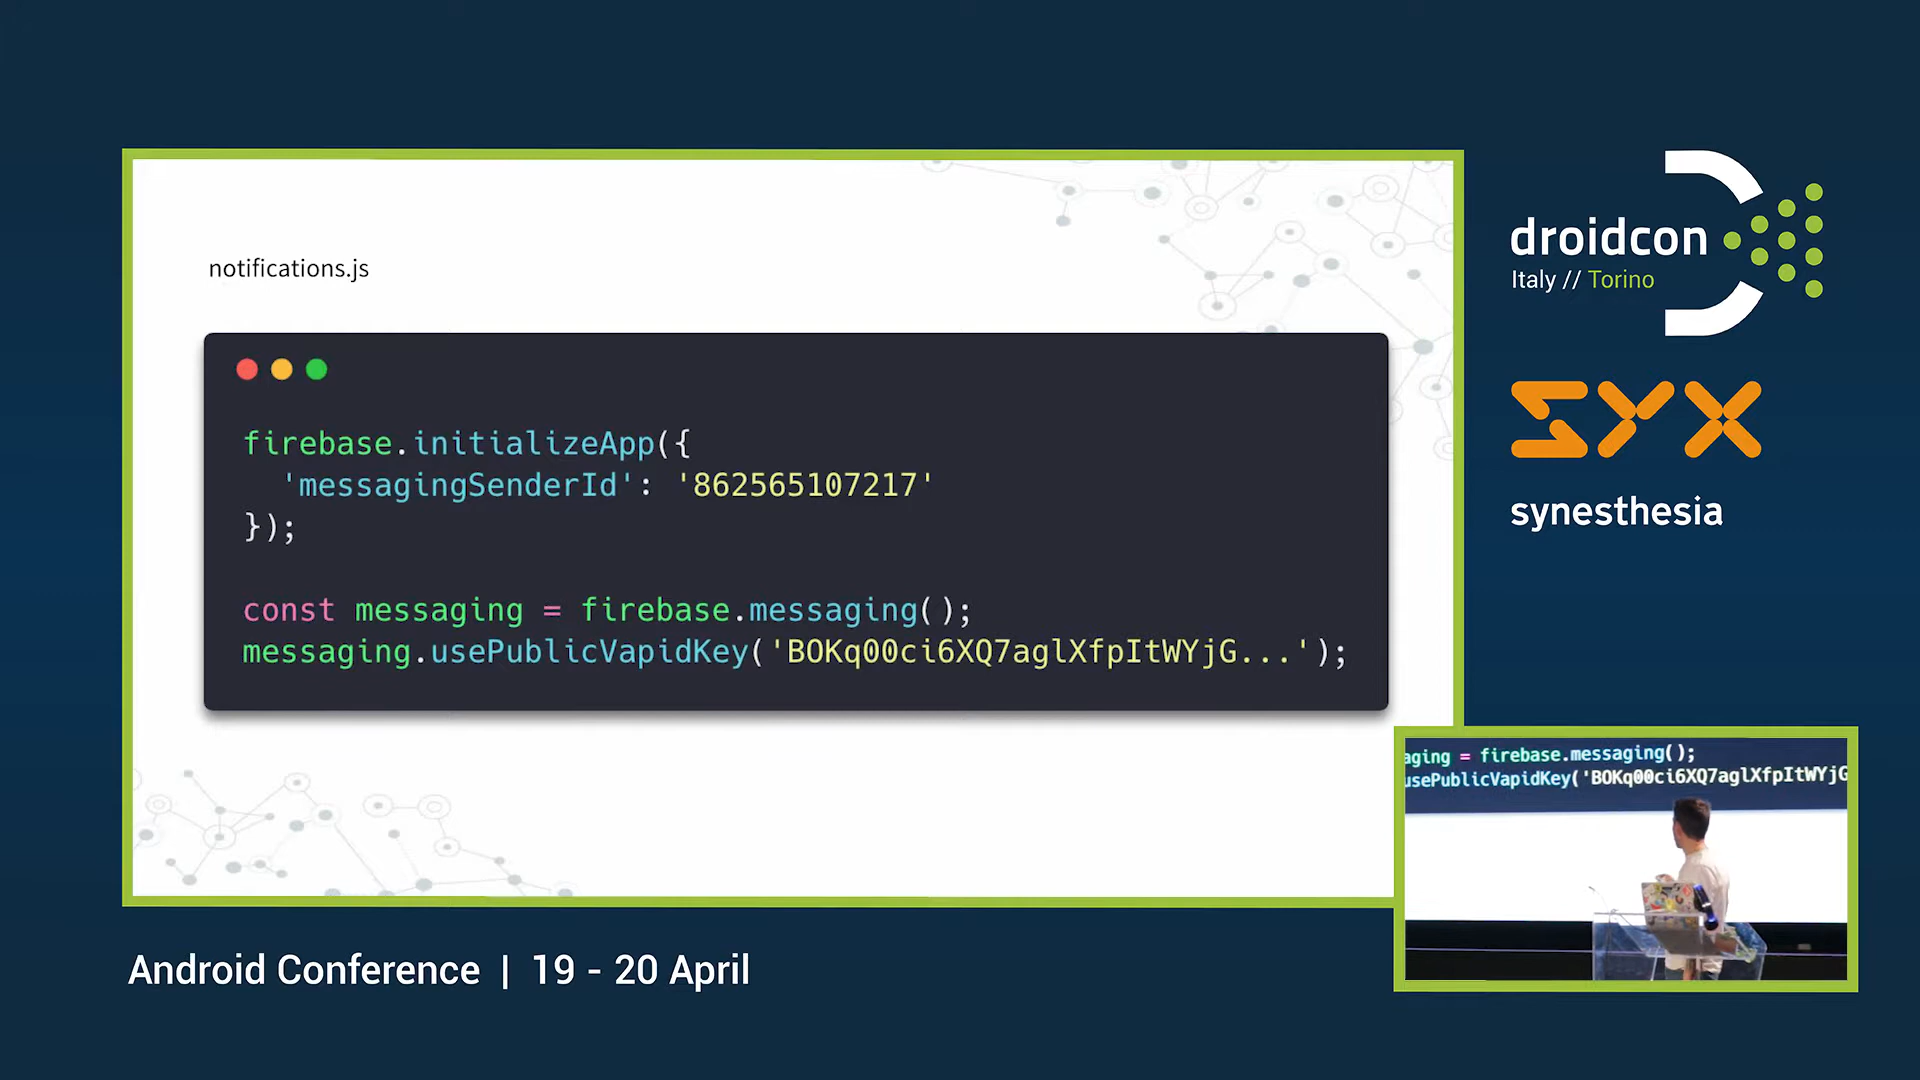 notifications.js
firebase.initializeApp({
'messagingSenderId': '862565107217'
});
const messaging = firebase.messaging();
messaging.usePublicVapidKey('BOKq00ci6XQ7aglXfpItWYjG...');
droidcon
Italy // Torino
SYX
synesthesia
aging = firebase.messaging();
usePublicVapidKey('BOKq00ci6XQ7aglXfpItWYjG
Android Conference | 19 - 20 April